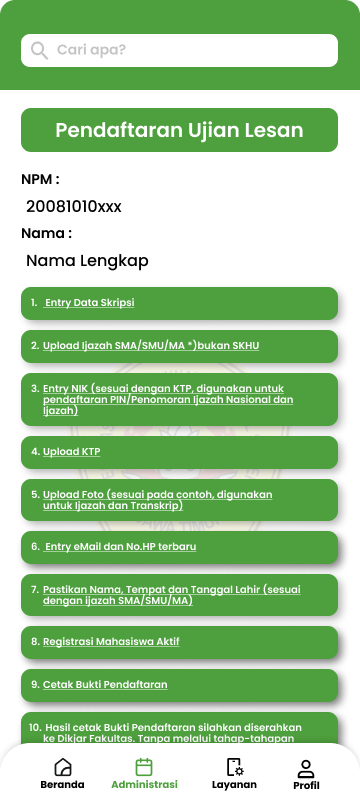 Cari apa?
Pendaftaran Ujian Lesan
NPM :
20081010xxx
Nama :
Nama Lengkap
1. Entry Data Skripsi
2. Upload Ijazah SMA/SMU/MA *)bukan SKHU
3. Entry NIK (sesuai dengan KTP, digunakan untuk
pendaftaran PIN/Penomoran Ijazah Nasional dan
Ijazah)
4. Upload KTP
5. Upload Foto (sesuai pada contoh, digunakan
untuk Ijazah dan Transkrip)
AWA TIMU
6. Entry eMail dan No.HP terbaru
7. Pastikan Nama, Tempat dan Tanggal Lahir (sesuai
dengan ijazah SMA/SMU/MA)
8. Registrasi Mahasiswa Aktif
9. Cetak Bukti Pendaftaran
10. Hasil cetak Bukti Pendaftaran silahkan diserahkan
ke Dikjar Fakultas. Tanpa melalui tahap-tahapan
Beranda
Administrasi
Layanan
Profil